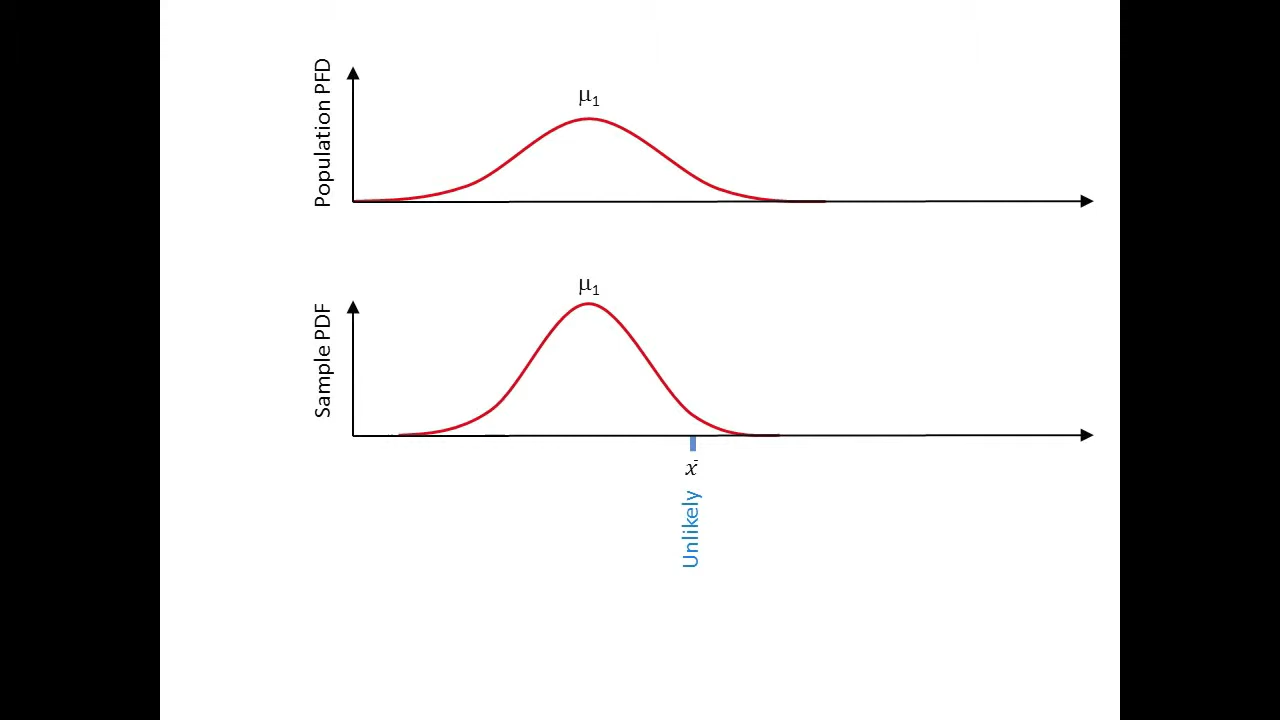 Population PFD
μ1
Sample PDF
μ1
x̄
Unlikely